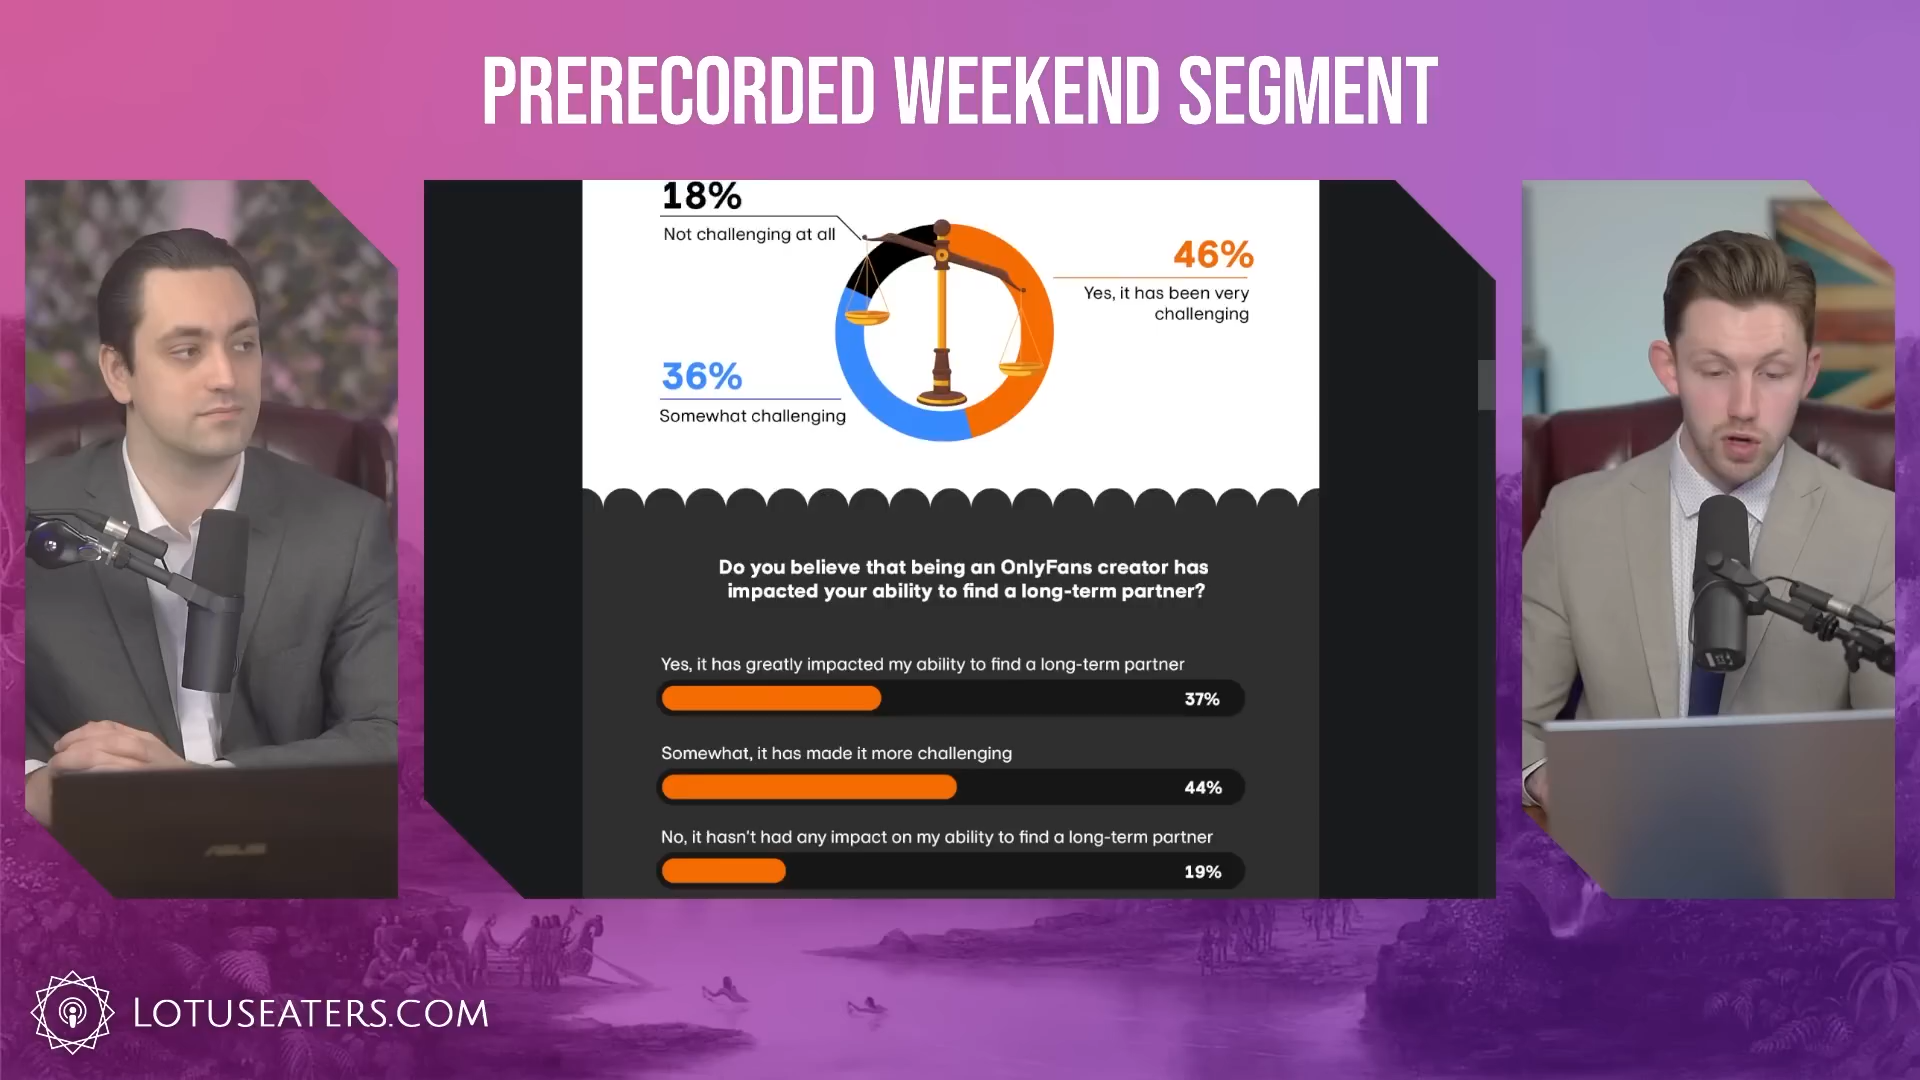 PRERECORDED WEEKEND SEGMENT
18%
Not challenging at all
46%
Yes, it has been very
challenging
36%
Somewhat challenging
Do you believe that being an OnlyFans creator has
impacted your ability to find a long-term partner?
Yes, it has greatly impacted my ability to find a long-term partner
37%
Somewhat, it has made it more challenging
44%
No, it hasn't had any impact on my ability to find a long-term partner
19%
ASUS
LOTUSEATERS.COM